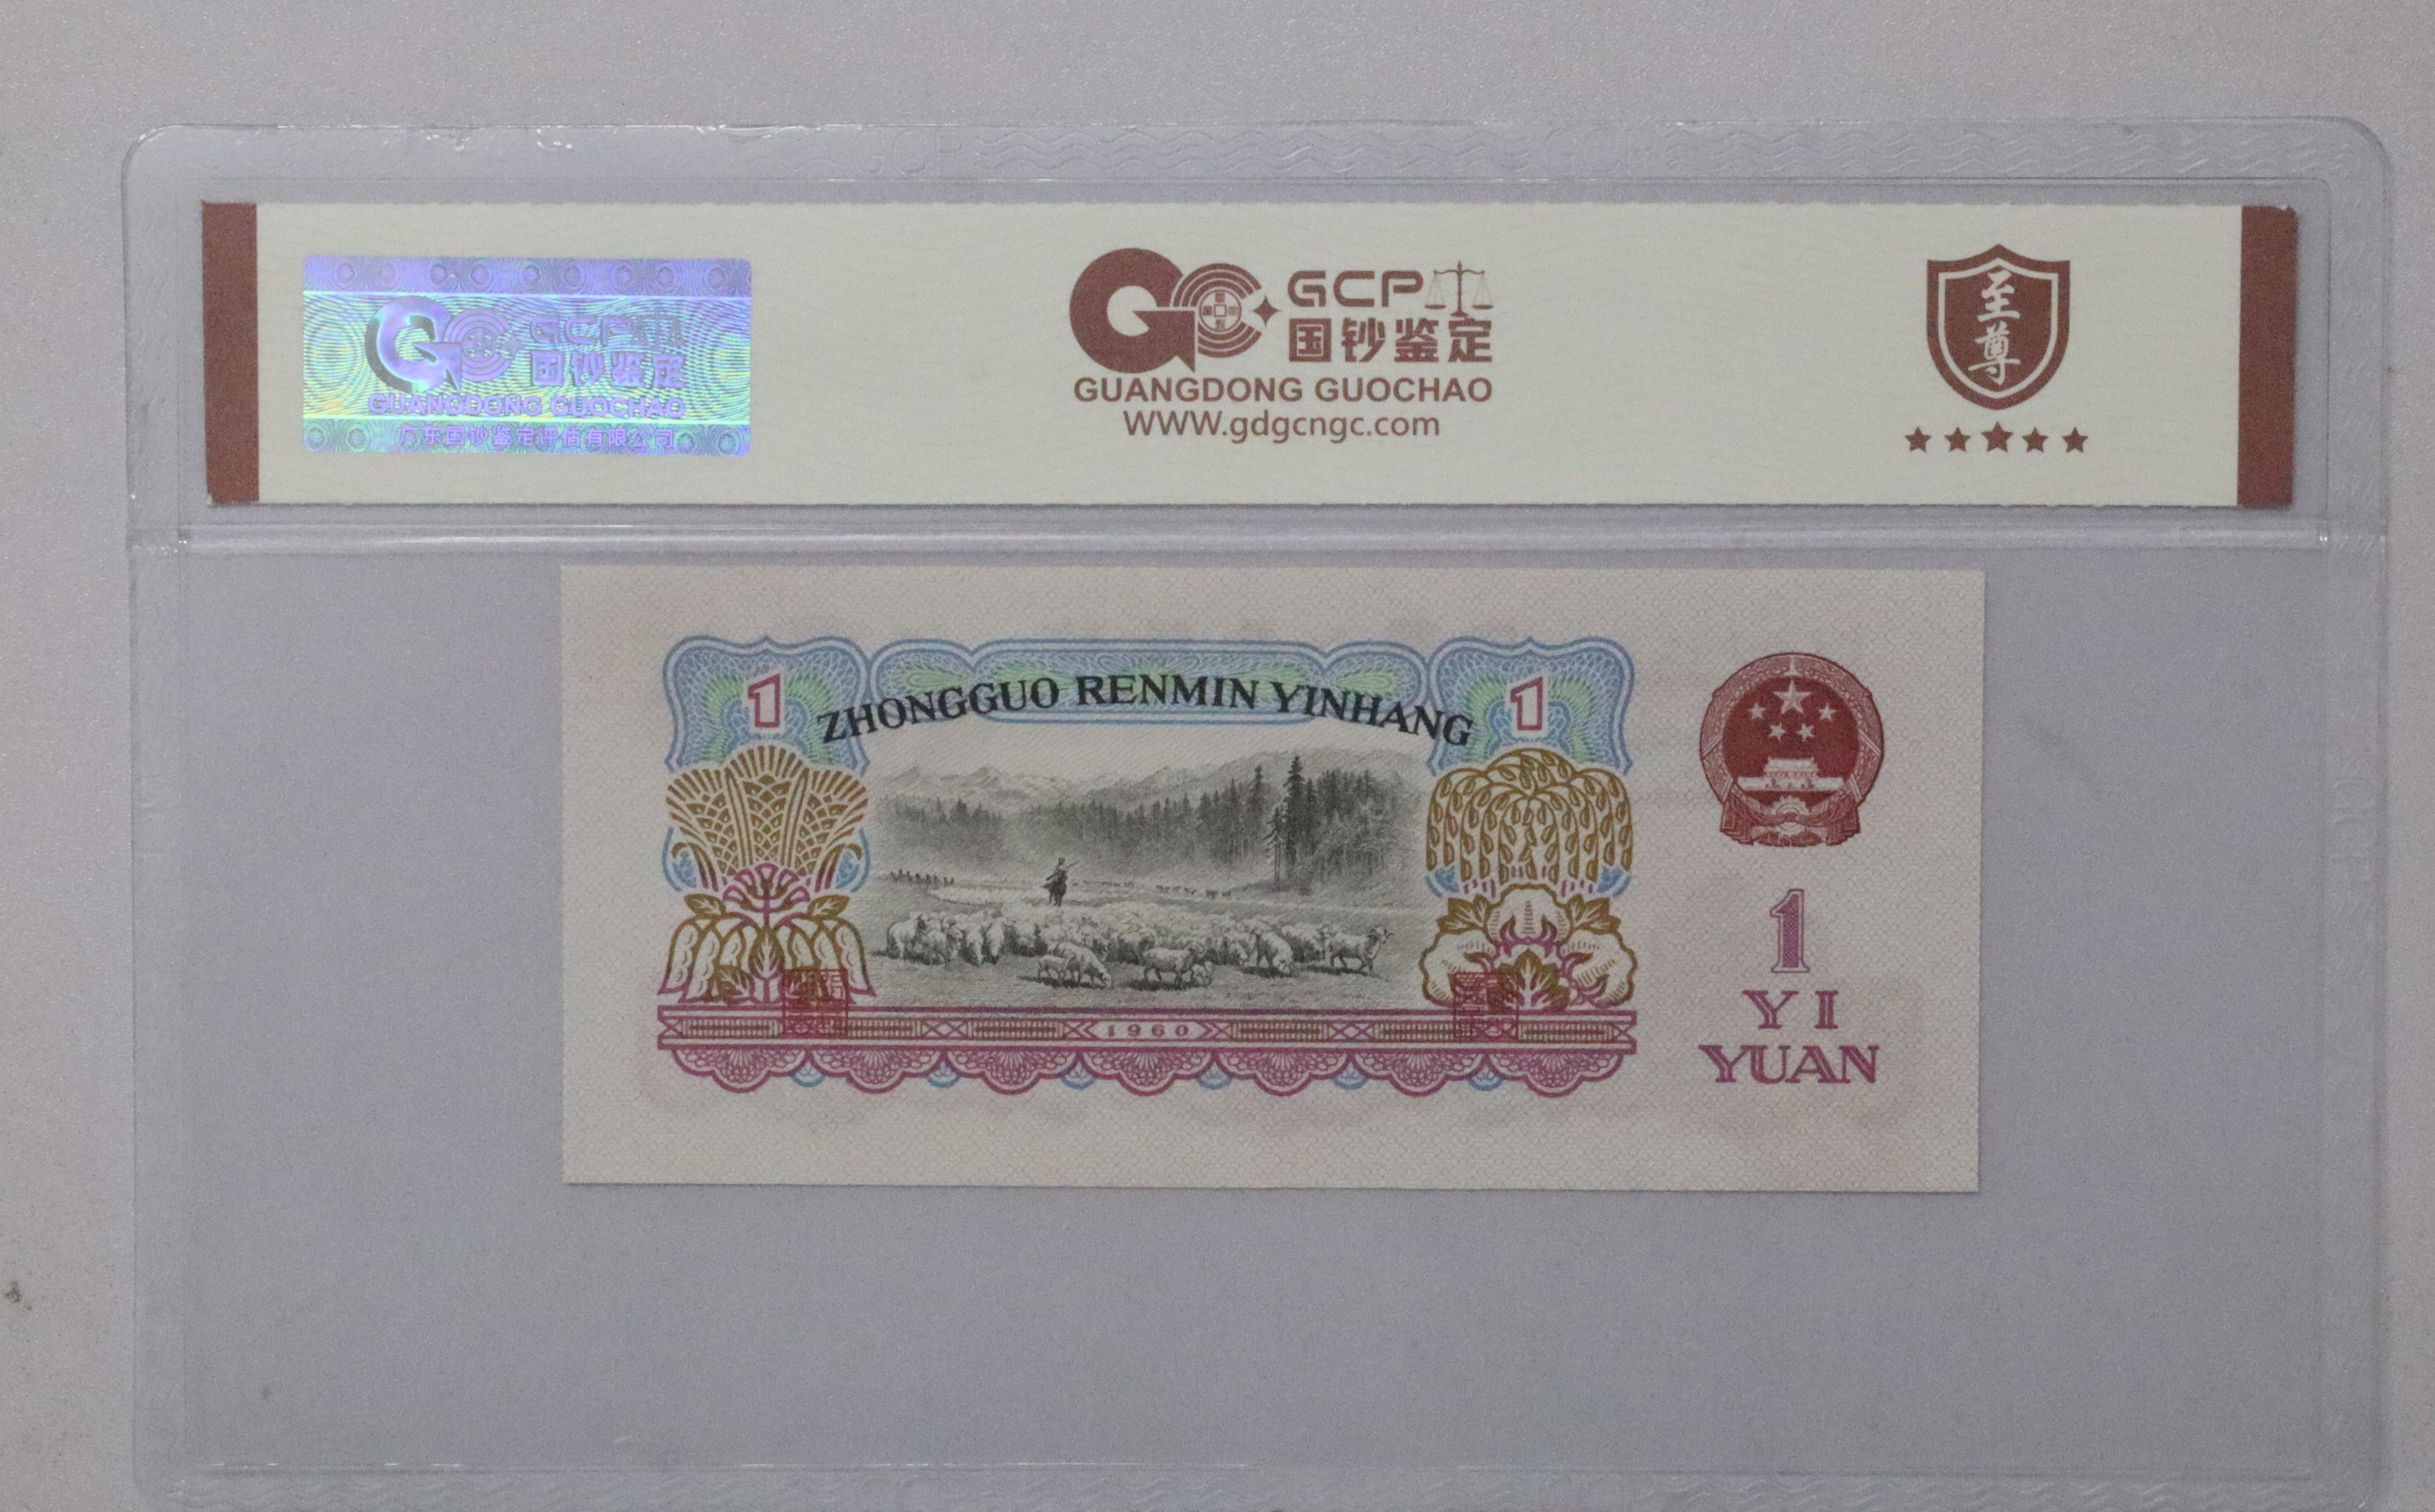 GCP
国钞鉴定
GUANGDONG GUOCHAO
广东国钞鉴定评估有限公司
GCP
国钞鉴定
GUANGDONG GUOCHAO
WWW.gdgcngc.com
至尊
1
ZHONGGUO RENMIN YINHANG
1
1960
1
YI
YUAN